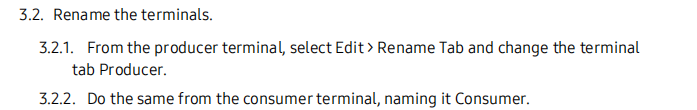 3.2. Rename the terminals.
3.2.1. From the producer terminal, select Edit > Rename Tab and change the terminal
tab Producer.
3.2.2. Do the same from the consumer terminal, naming it Consumer.